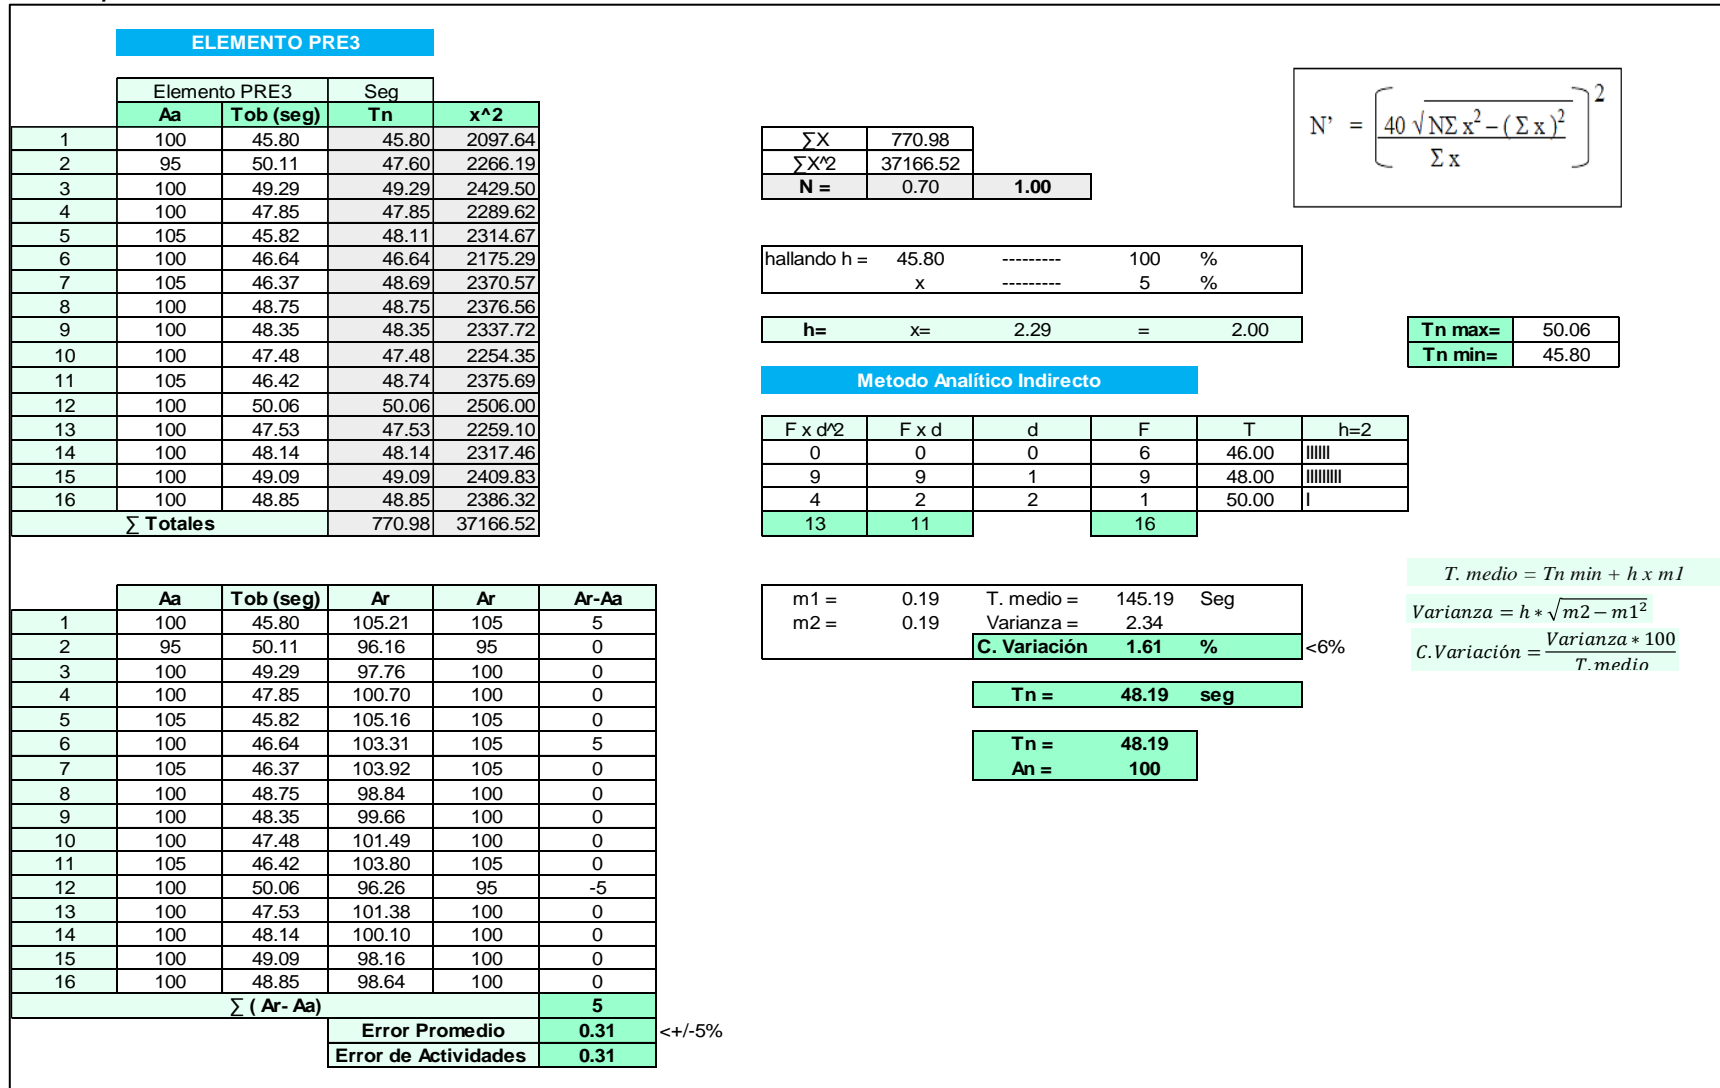 ELEMENTO PRE3
Elemento PRE3 Seg
Aa Tob (seg) Tn x^2
1 100 45.80 45.80 2097.64
2 95 50.11 47.60 2266.19
3 100 49.29 49.29 2429.50
4 100 47.85 47.85 2289.62
5 105 45.82 48.11 2314.67
6 100 46.64 46.64 2175.29
7 105 46.37 48.69 2370.57
8 100 48.75 48.75 2376.56
9 100 48.35 48.35 2337.72
10 100 47.48 47.48 2254.35
11 105 46.42 48.74 2375.69
12 100 50.06 50.06 2506.00
13 100 47.53 47.53 2259.10
14 100 48.14 48.14 2317.46
15 100 49.09 49.09 2409.83
16 100 48.85 48.85 2386.32
∑ Totales 770.98 37166.52
∑X 770.98
∑X^2 37166.52
N = 0.70 1.00
N' = ( 40 √ NΣ x² – ( Σ x )² / Σ x )²
hallando h = 45.80 --------- 100 %
x --------- 5 %
h= x= 2.29 = 2.00
Tn max= 50.06
Tn min= 45.80
Metodo Analítico Indirecto
F x d^2 F x d d F T h=2
0 0 0 6 46.00 IIIIII
9 9 1 9 48.00 IIIIIIIII
4 2 2 1 50.00 I
13 11 16
m1 = 0.19 T. medio = 145.19 Seg
m2 = 0.19 Varianza = 2.34
C. Variación 1.61 % <6%
T. medio = Tn min + h x m1
Varianza = h ∗ √m2 − m1²
C.Variación = Varianza ∗ 100 / T.medio
Tn = 48.19 seg
Tn = 48.19
An = 100
Aa Tob (seg) Ar Ar Ar-Aa
1 100 45.80 105.21 105 5
2 95 50.11 96.16 95 0
3 100 49.29 97.76 100 0
4 100 47.85 100.70 100 0
5 105 45.82 105.16 105 0
6 100 46.64 103.31 105 5
7 105 46.37 103.92 105 0
8 100 48.75 98.84 100 0
9 100 48.35 99.66 100 0
10 100 47.48 101.49 100 0
11 105 46.42 103.80 105 0
12 100 50.06 96.26 95 -5
13 100 47.53 101.38 100 0
14 100 48.14 100.10 100 0
15 100 49.09 98.16 100 0
16 100 48.85 98.64 100 0
∑ ( Ar- Aa) 5
Error Promedio 0.31 <+/-5%
Error de Actividades 0.31